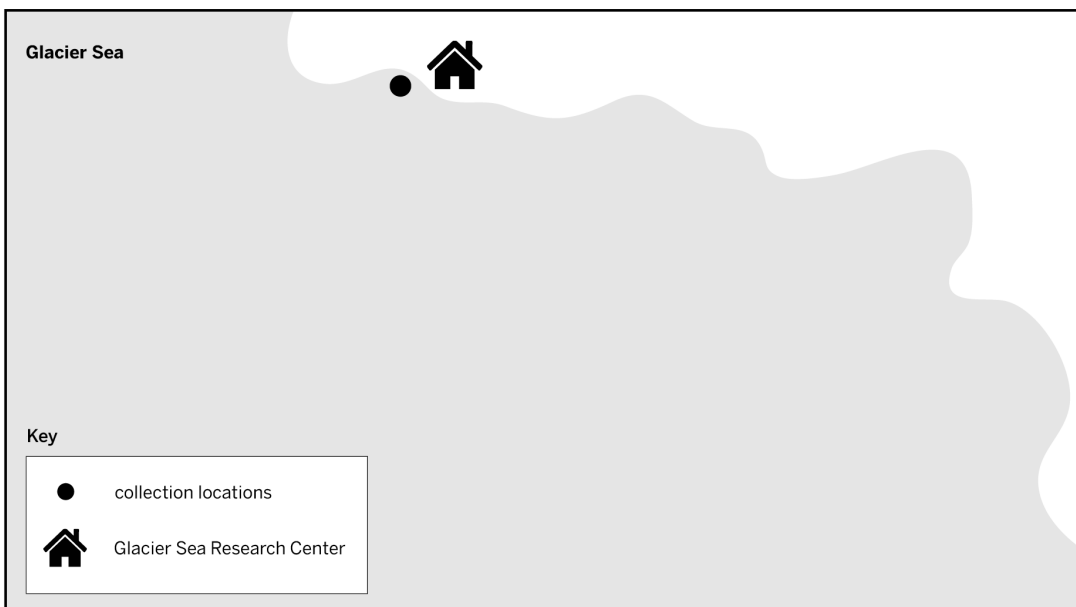 Glacier Sea
Key
collection locations
Glacier Sea Research Center